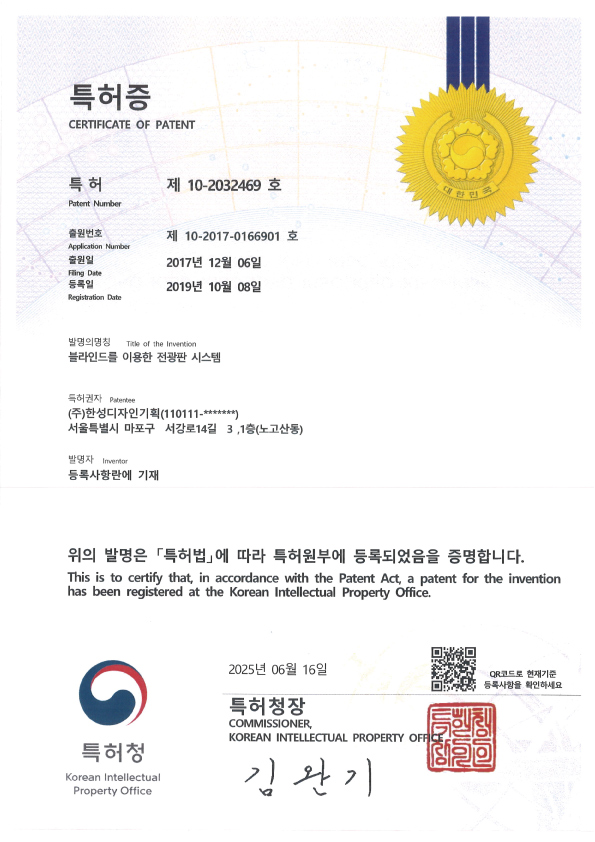 특허증
CERTIFICATE OF PATENT
대한민국
특 허 제 10-2032469 호
Patent Number
출원번호 제 10-2017-0166901 호
Application Number
출원일 2017년 12월 06일
Filing Date
등록일 2019년 10월 08일
Registration Date
발명의명칭 Title of the Invention
블라인드를 이용한 전광판 시스템
특허권자 Patentee
(주)한성디자인기획(110111-*******)
서울특별시 마포구 서강로14길 3 ,1층(노고산동)
발명자 Inventor
등록사항란에 기재
위의 발명은 「특허법」에 따라 특허원부에 등록되었음을 증명합니다.
This is to certify that, in accordance with the Patent Act, a patent for the invention
has been registered at the Korean Intellectual Property Office.
2025년 06월 16일
QR코드로 현재기준
등록사항을 확인하세요
특허청장
COMMISSIONER,
KOREAN INTELLECTUAL PROPERTY OFFICE
김 완 기
특허청
Korean Intellectual
Property Office